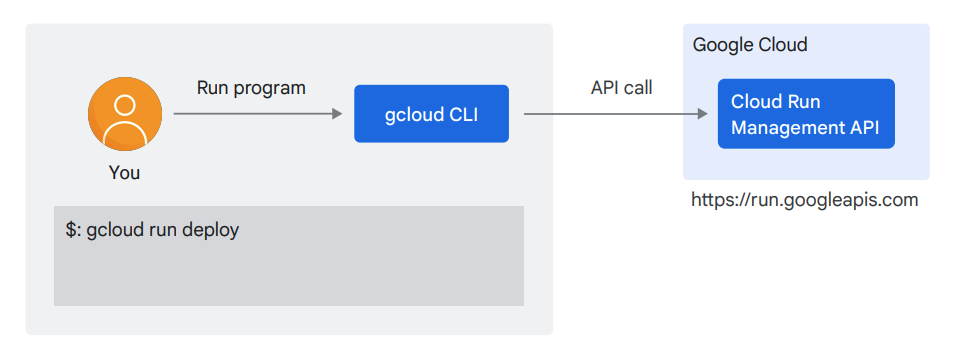 Google Cloud
Run program
API call
gcloud CLI
Cloud Run
Management API
You
https://run.googleapis.com
$: gcloud run deploy